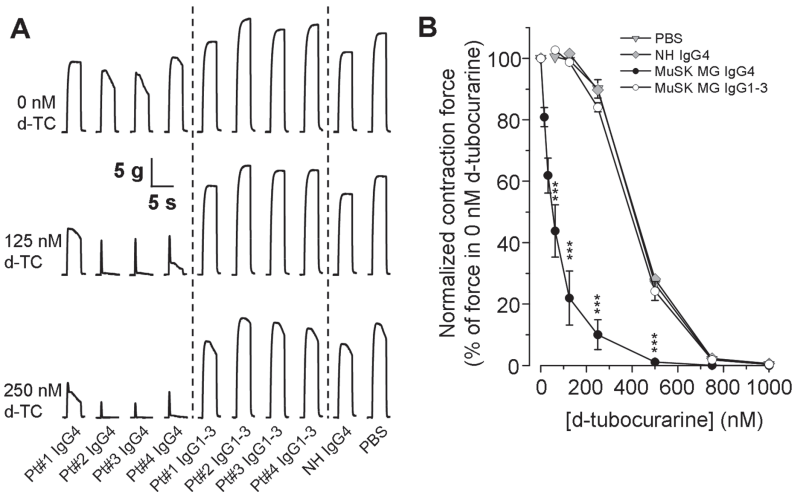 A
0 nM
d-TC
5 g
5 s
125 nM
d-TC
250 nM
d-TC
Pt#1 IgG4
Pt#2 IgG4
Pt#3 IgG4
Pt#4 IgG4
Pt#1 IgG1-3
Pt#2 IgG1-3
Pt#3 IgG1-3
Pt#4 IgG1-3
NH IgG4
PBS
B
PBS
NH IgG4
MuSK MG IgG4
MuSK MG IgG1-3
Normalized contraction force
(% of force in 0 nM d-tubocurarine)
100
80
60
40
20
0
***
***
***
***
0 200 400 600 800 1000
[d-tubocurarine] (nM)